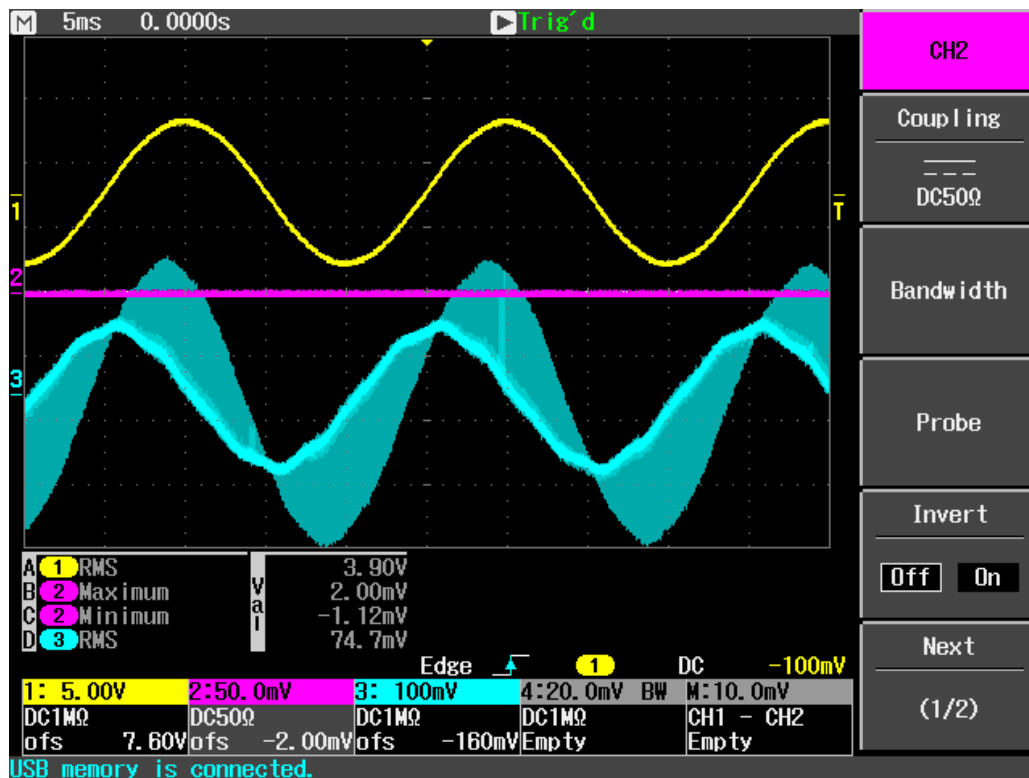 M 5ms 0.0000s Trig'd
CH2
Coupling
DC50Ω
Bandwidth
Probe
Invert
Off On
Next
(1/2)
1
T
2
3
A 1 RMS 3.90V
B 2 Maximum 2.00mV
C 2 Minimum -1.12mV
D 3 RMS 74.7mV
Val
Edge 1 DC -100mV
1: 5.00V 2:50.0mV 3: 100mV 4:20.0mV BW M:10.0mV
DC1MΩ DC50Ω DC1MΩ DC1MΩ CH1 - CH2
ofs 7.60V ofs -2.00mV ofs -160mV Empty Empty
USB memory is connected.